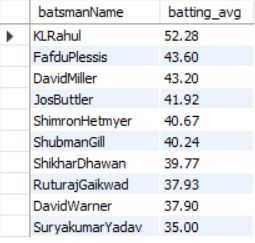 batsmanName batting_avg
KLRahul 52.28
FafduPlessis 43.60
DavidMiller 43.20
JosButtler 41.92
ShimronHetmyer 40.67
ShubmanGill 40.24
ShikharDhawan 39.77
RuturajGaikwad 37.93
DavidWarner 37.90
SuryakumarYadav 35.00